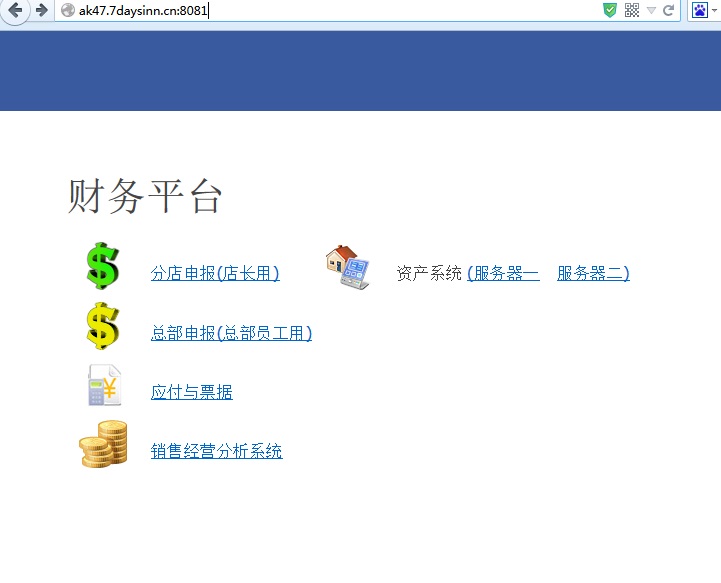 ak47.7daysinn.cn:8081
财务平台
分店申报(店长用) 资产系统 (服务器一 服务器二)
总部申报(总部员工用)
应付与票据
销售经营分析系统